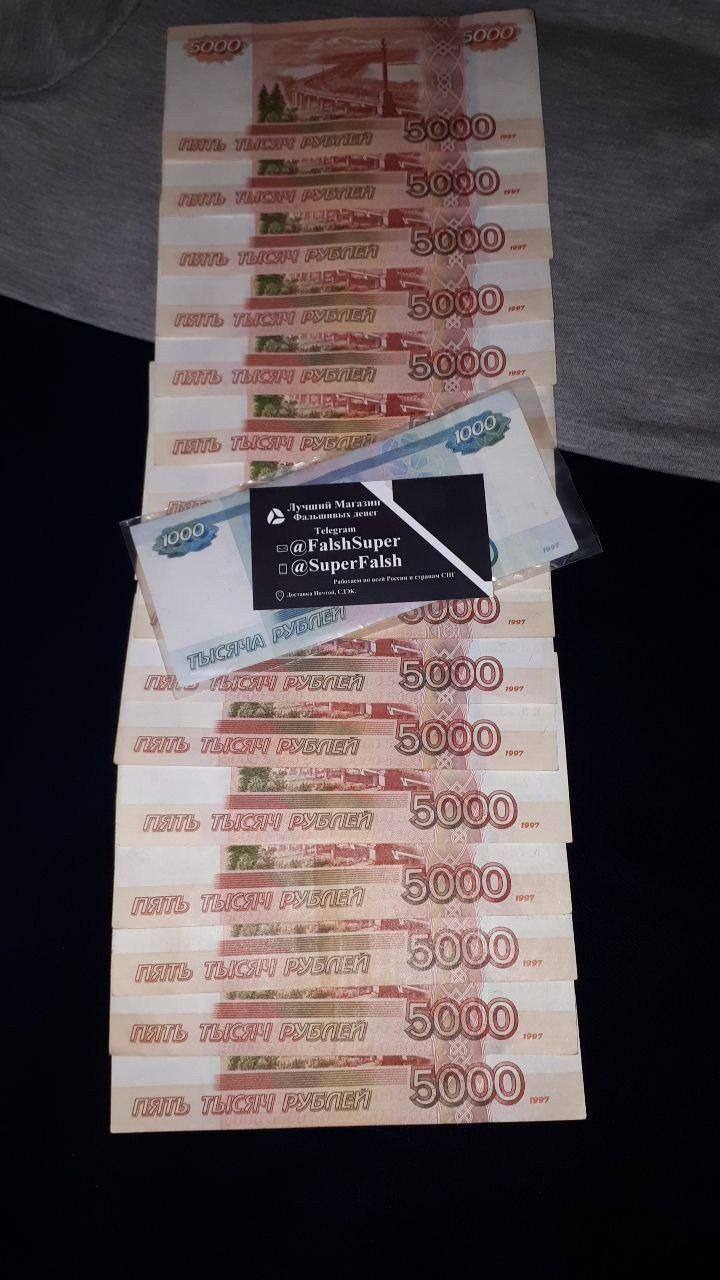 5000 5000
ПЯТЬ ТЫСЯЧ РУБЛЕЙ 5000 1997
ПЯТЬ ТЫСЯЧ РУБЛЕЙ 5000 1997
ПЯТЬ ТЫСЯЧ РУБЛЕЙ 5000 1997
ПЯТЬ ТЫСЯЧ РУБЛЕЙ 5000 1997
ПЯТЬ ТЫСЯЧ РУБЛЕЙ 5000 1997
ПЯТЬ ТЫСЯЧ РУБЛЕЙ
1000
1000
Лучший Магазин
Фальшивых денег
Telegram
@FalshSuper
@SuperFalsh
Работаем по всей России и странам СНГ
Доставка Почтой, СДЭК.
1997
ТЫСЯЧА РУБЛЕЙ
5000 1997
ПЯТЬ ТЫСЯЧ РУБЛЕЙ 5000 1997
ПЯТЬ ТЫСЯЧ РУБЛЕЙ 5000 1997
ПЯТЬ ТЫСЯЧ РУБЛЕЙ 5000 1997
ПЯТЬ ТЫСЯЧ РУБЛЕЙ 5000 1997
ПЯТЬ ТЫСЯЧ РУБЛЕЙ 5000 1997
ПЯТЬ ТЫСЯЧ РУБЛЕЙ 5000 1997
ПЯТЬ ТЫСЯЧ РУБЛЕЙ 5000 1997